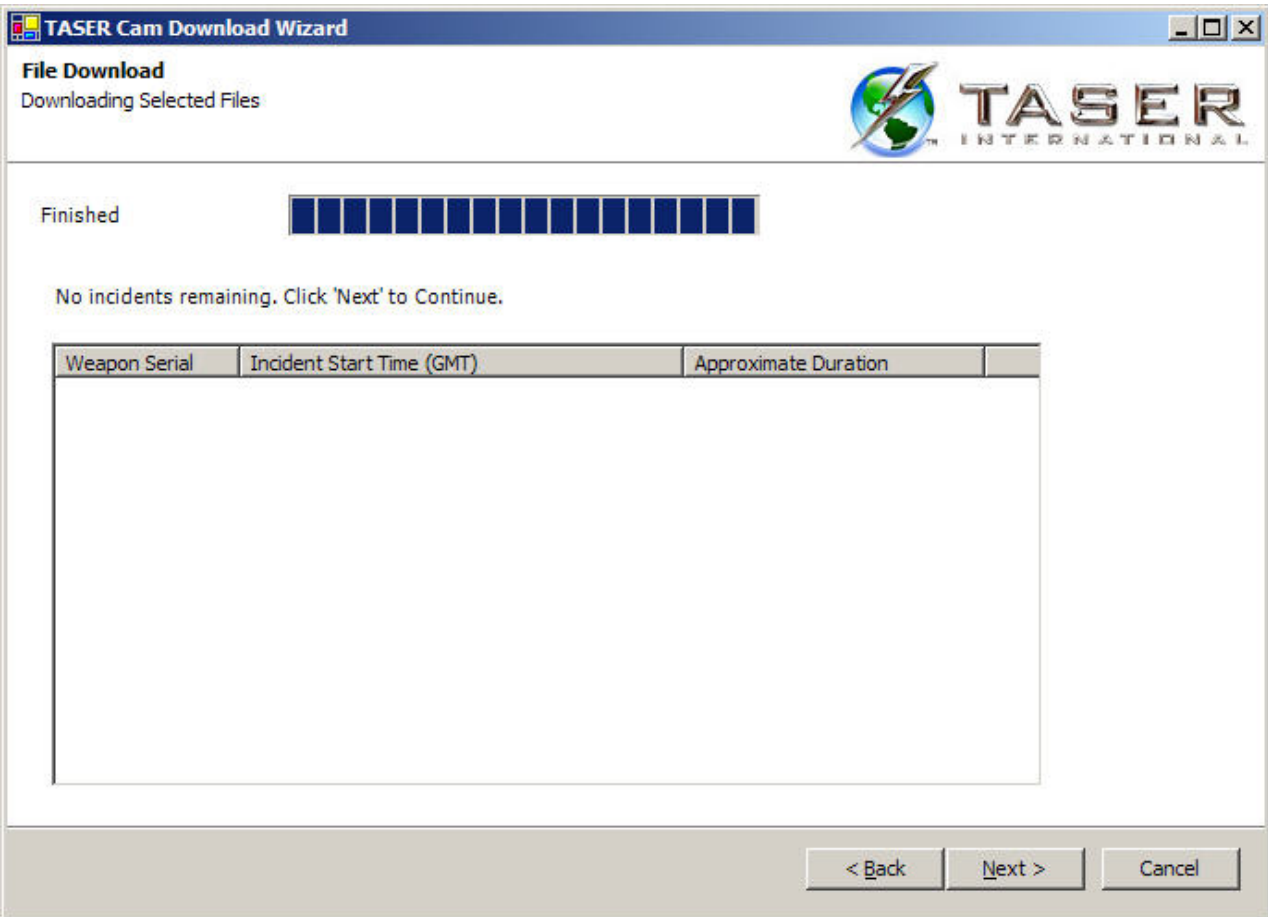 TASER Cam Download Wizard
File Download
Downloading Selected Files
TASER
INTERNATIONAL
TM
Finished
No incidents remaining. Click 'Next' to Continue.
Weapon Serial Incident Start Time (GMT) Approximate Duration
< Back Next > Cancel